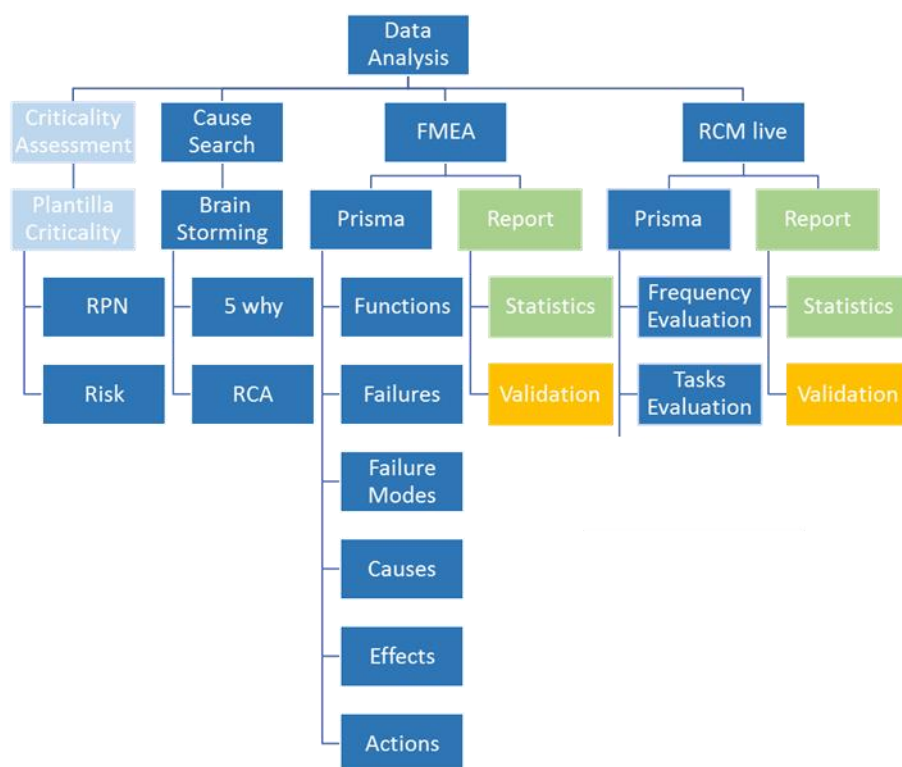 Data
Analysis
Criticality
Assessment
Cause
Search
FMEA
RCM live
Plantilla
Criticality
Brain
Storming
Prisma
Report
Prisma
Report
RPN
5 why
Functions
Statistics
Frequency
Evaluation
Statistics
Risk
RCA
Failures
Validation
Tasks
Evaluation
Validation
Failure
Modes
Causes
Effects
Actions